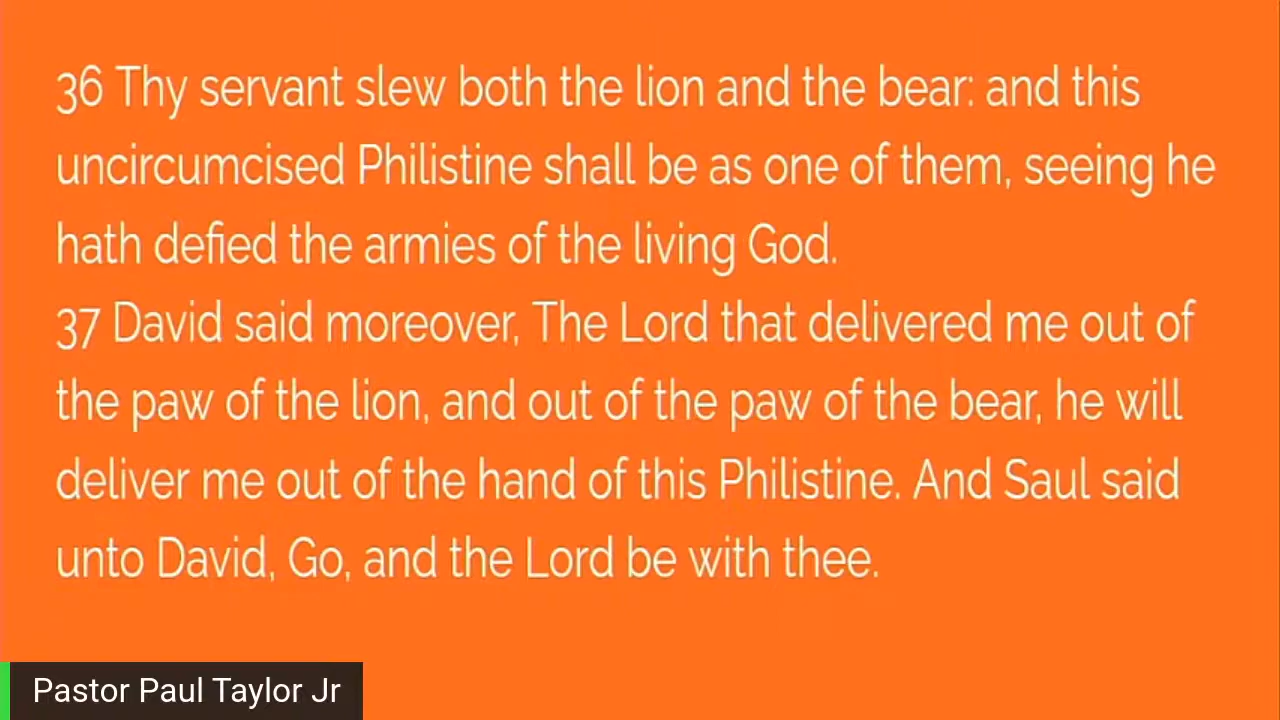 36 Thy servant slew both the lion and the bear: and this
uncircumcised Philistine shall be as one of them, seeing he
hath defied the armies of the living God.
37 David said moreover, The Lord that delivered me out of
the paw of the lion, and out of the paw of the bear, he will
deliver me out of the hand of this Philistine. And Saul said
unto David, Go, and the Lord be with thee.
Pastor Paul Taylor Jr